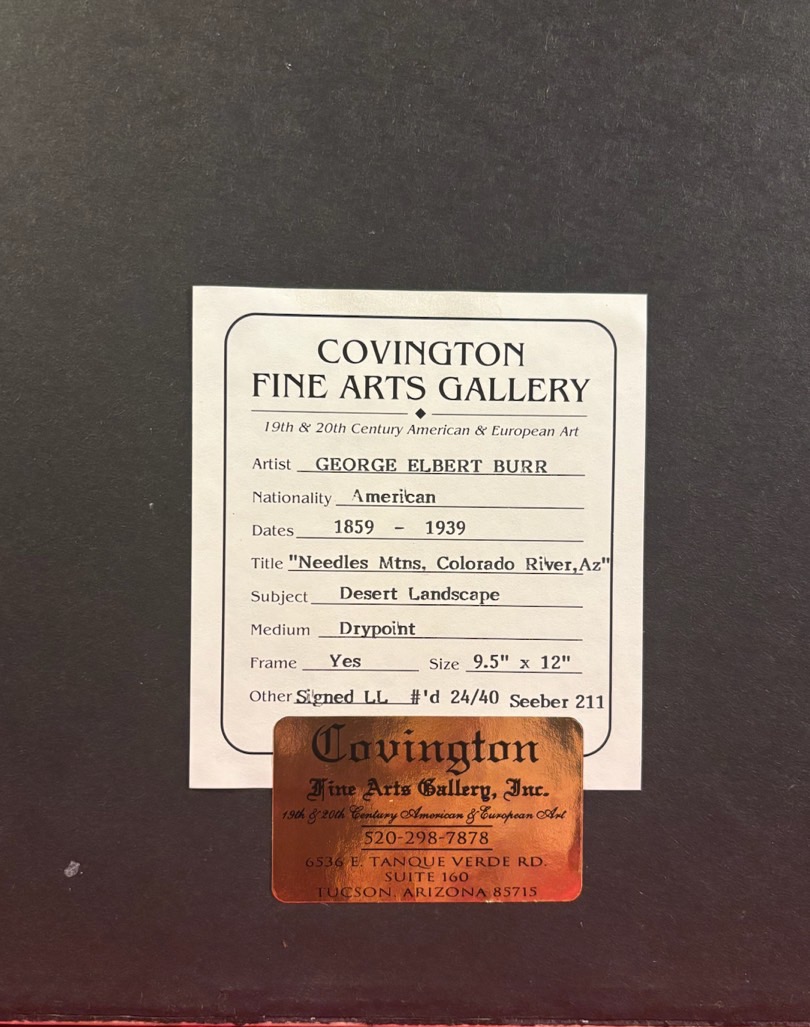 COVINGTON
FINE ARTS GALLERY
19th & 20th Century American & European Art
Artist GEORGE ELBERT BURR
Nationality American
Dates 1859 - 1939
Title "Needles Mtns, Colorado River,Az"
Subject Desert Landscape
Medium Drypoint
Frame Yes Size 9.5" x 12"
Other Signed LL #'d 24/40 Seeber 211
Covington
Fine Arts Gallery, Inc.
19th & 20th Century American & European Art
520-298-7878
6536 E. TANQUE VERDE RD.
SUITE 160
TUCSON, ARIZONA 85715